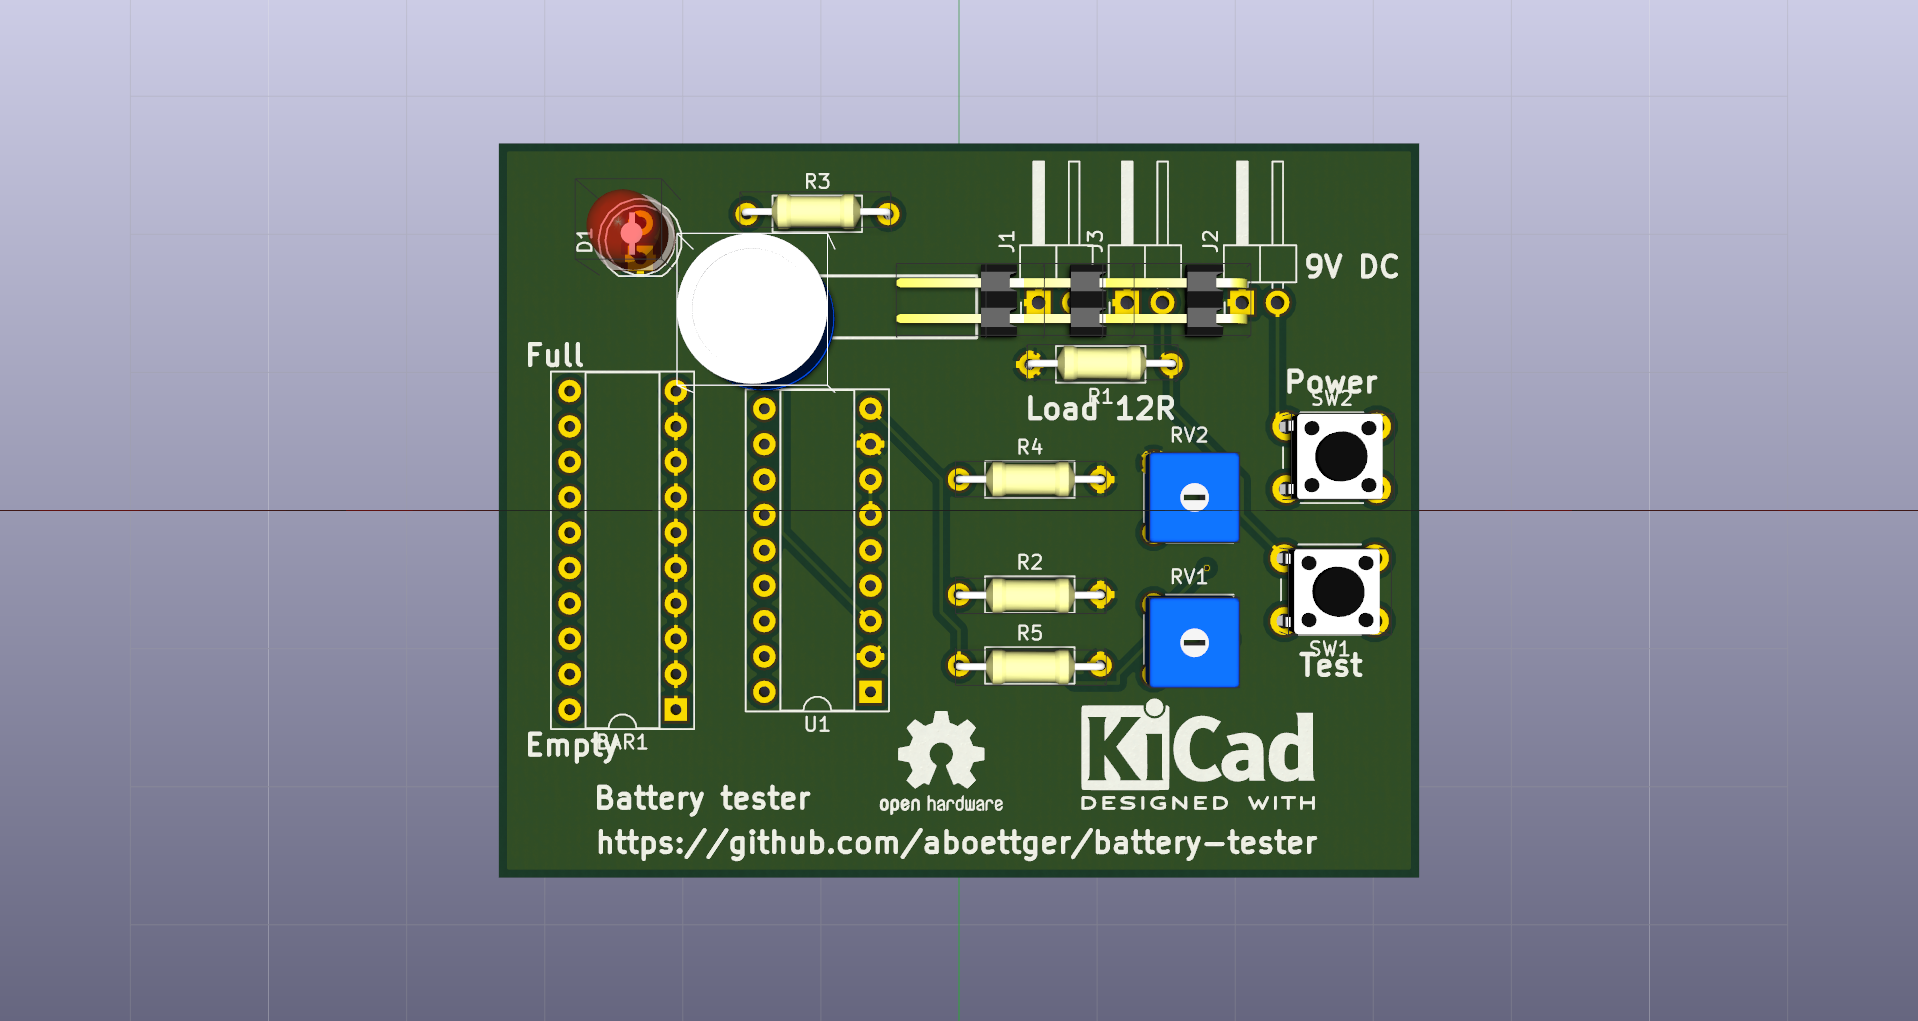 R3
D1
J1
J3
J2
9V DC
Full
Power
SW2
R1
Load 12R
RV2
R4
R2
RV1
R5
SW1
Test
U1
BAR1
Empty
KiCad
DESIGNED WITH
open hardware
Battery tester
https://github.com/aboettger/battery-tester